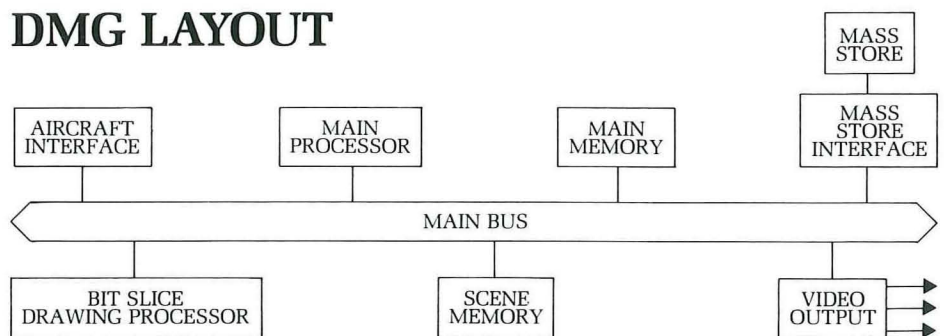 DMG LAYOUT
MASS
STORE
AIRCRAFT
INTERFACE
MAIN
PROCESSOR
MAIN
MEMORY
MASS
STORE
INTERFACE
MAIN BUS
BIT SLICE
DRAWING PROCESSOR
SCENE
MEMORY
VIDEO
OUTPUT